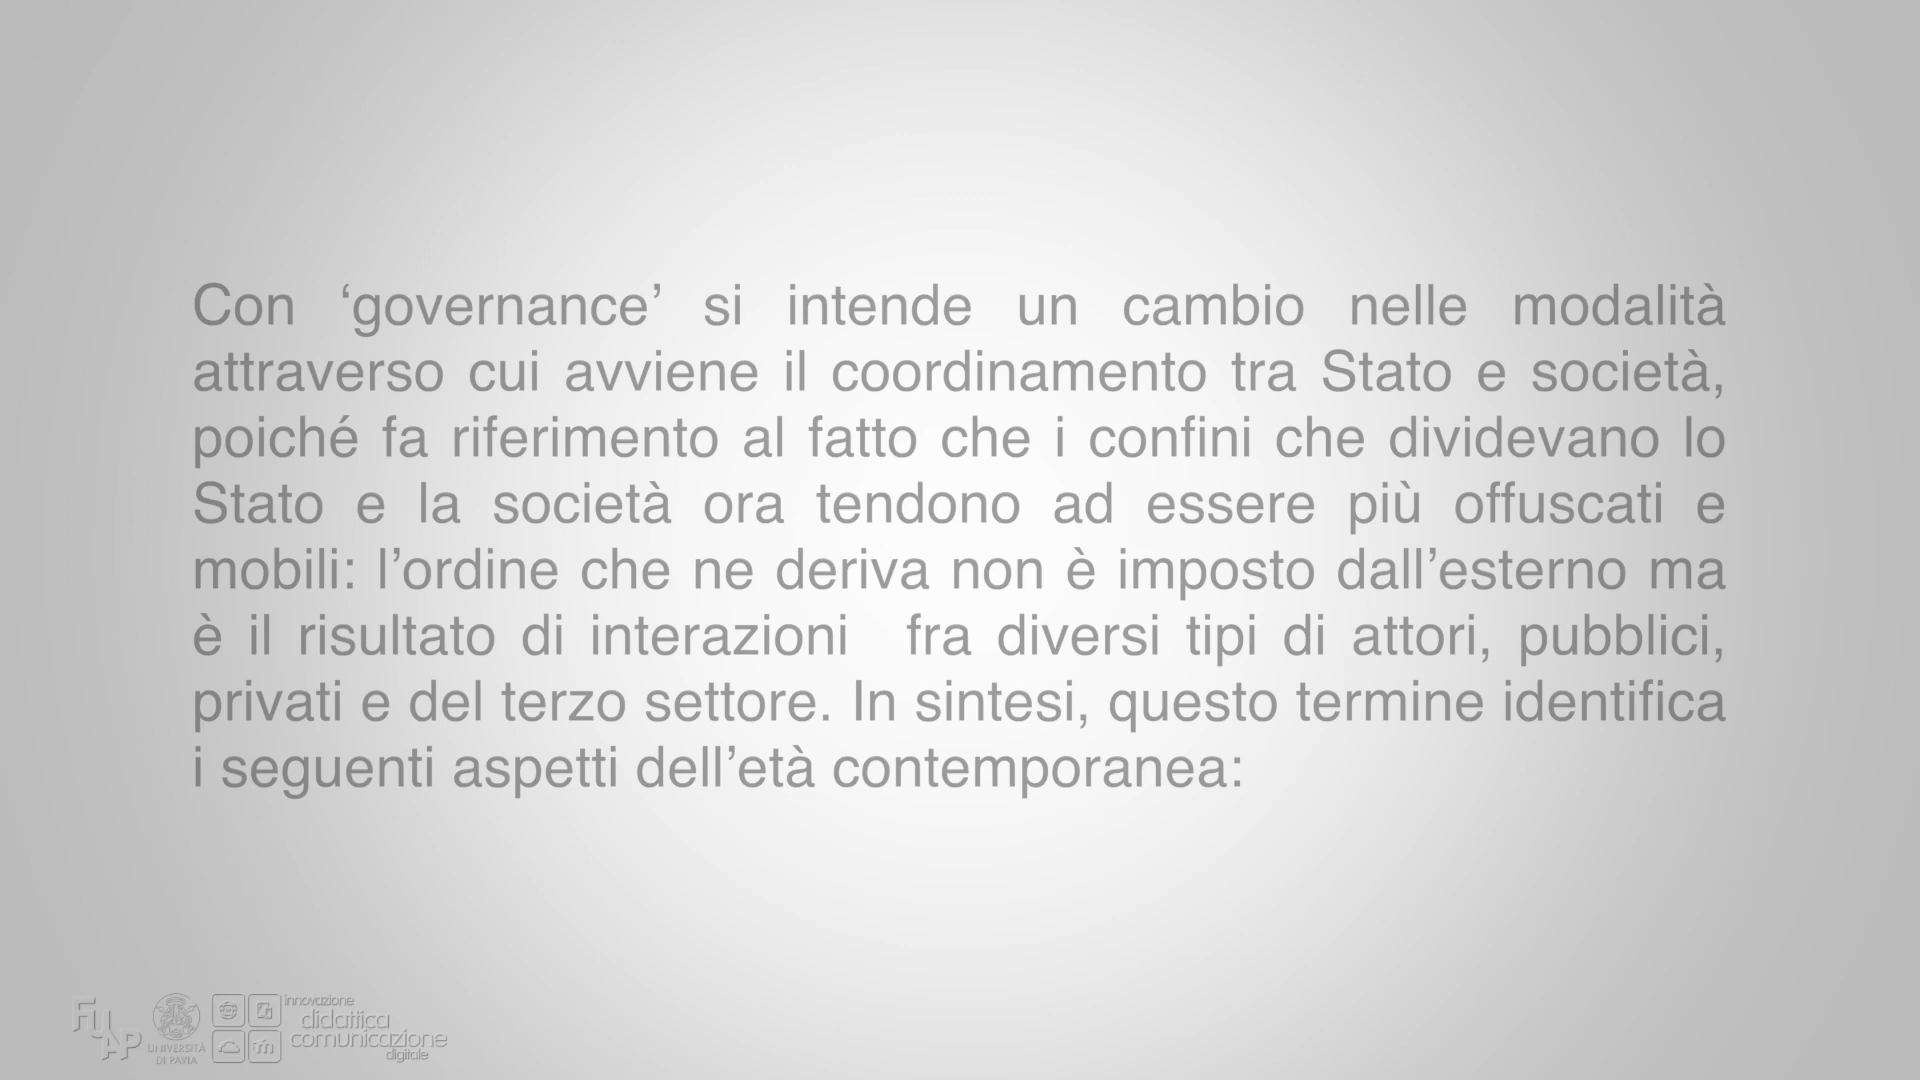 Con ‘governance’ si intende un cambio nelle modalità
attraverso cui avviene il coordinamento tra Stato e società,
poiché fa riferimento al fatto che i confini che dividevano lo
Stato e la società ora tendono ad essere più offuscati e
mobili: l’ordine che ne deriva non è imposto dall’esterno ma
è il risultato di interazioni fra diversi tipi di attori, pubblici,
privati e del terzo settore. In sintesi, questo termine identifica
i seguenti aspetti dell’età contemporanea:
FUAP
UNIVERSITÀ
DI PAVIA
innovazione
didattica
comunicazione
digitale